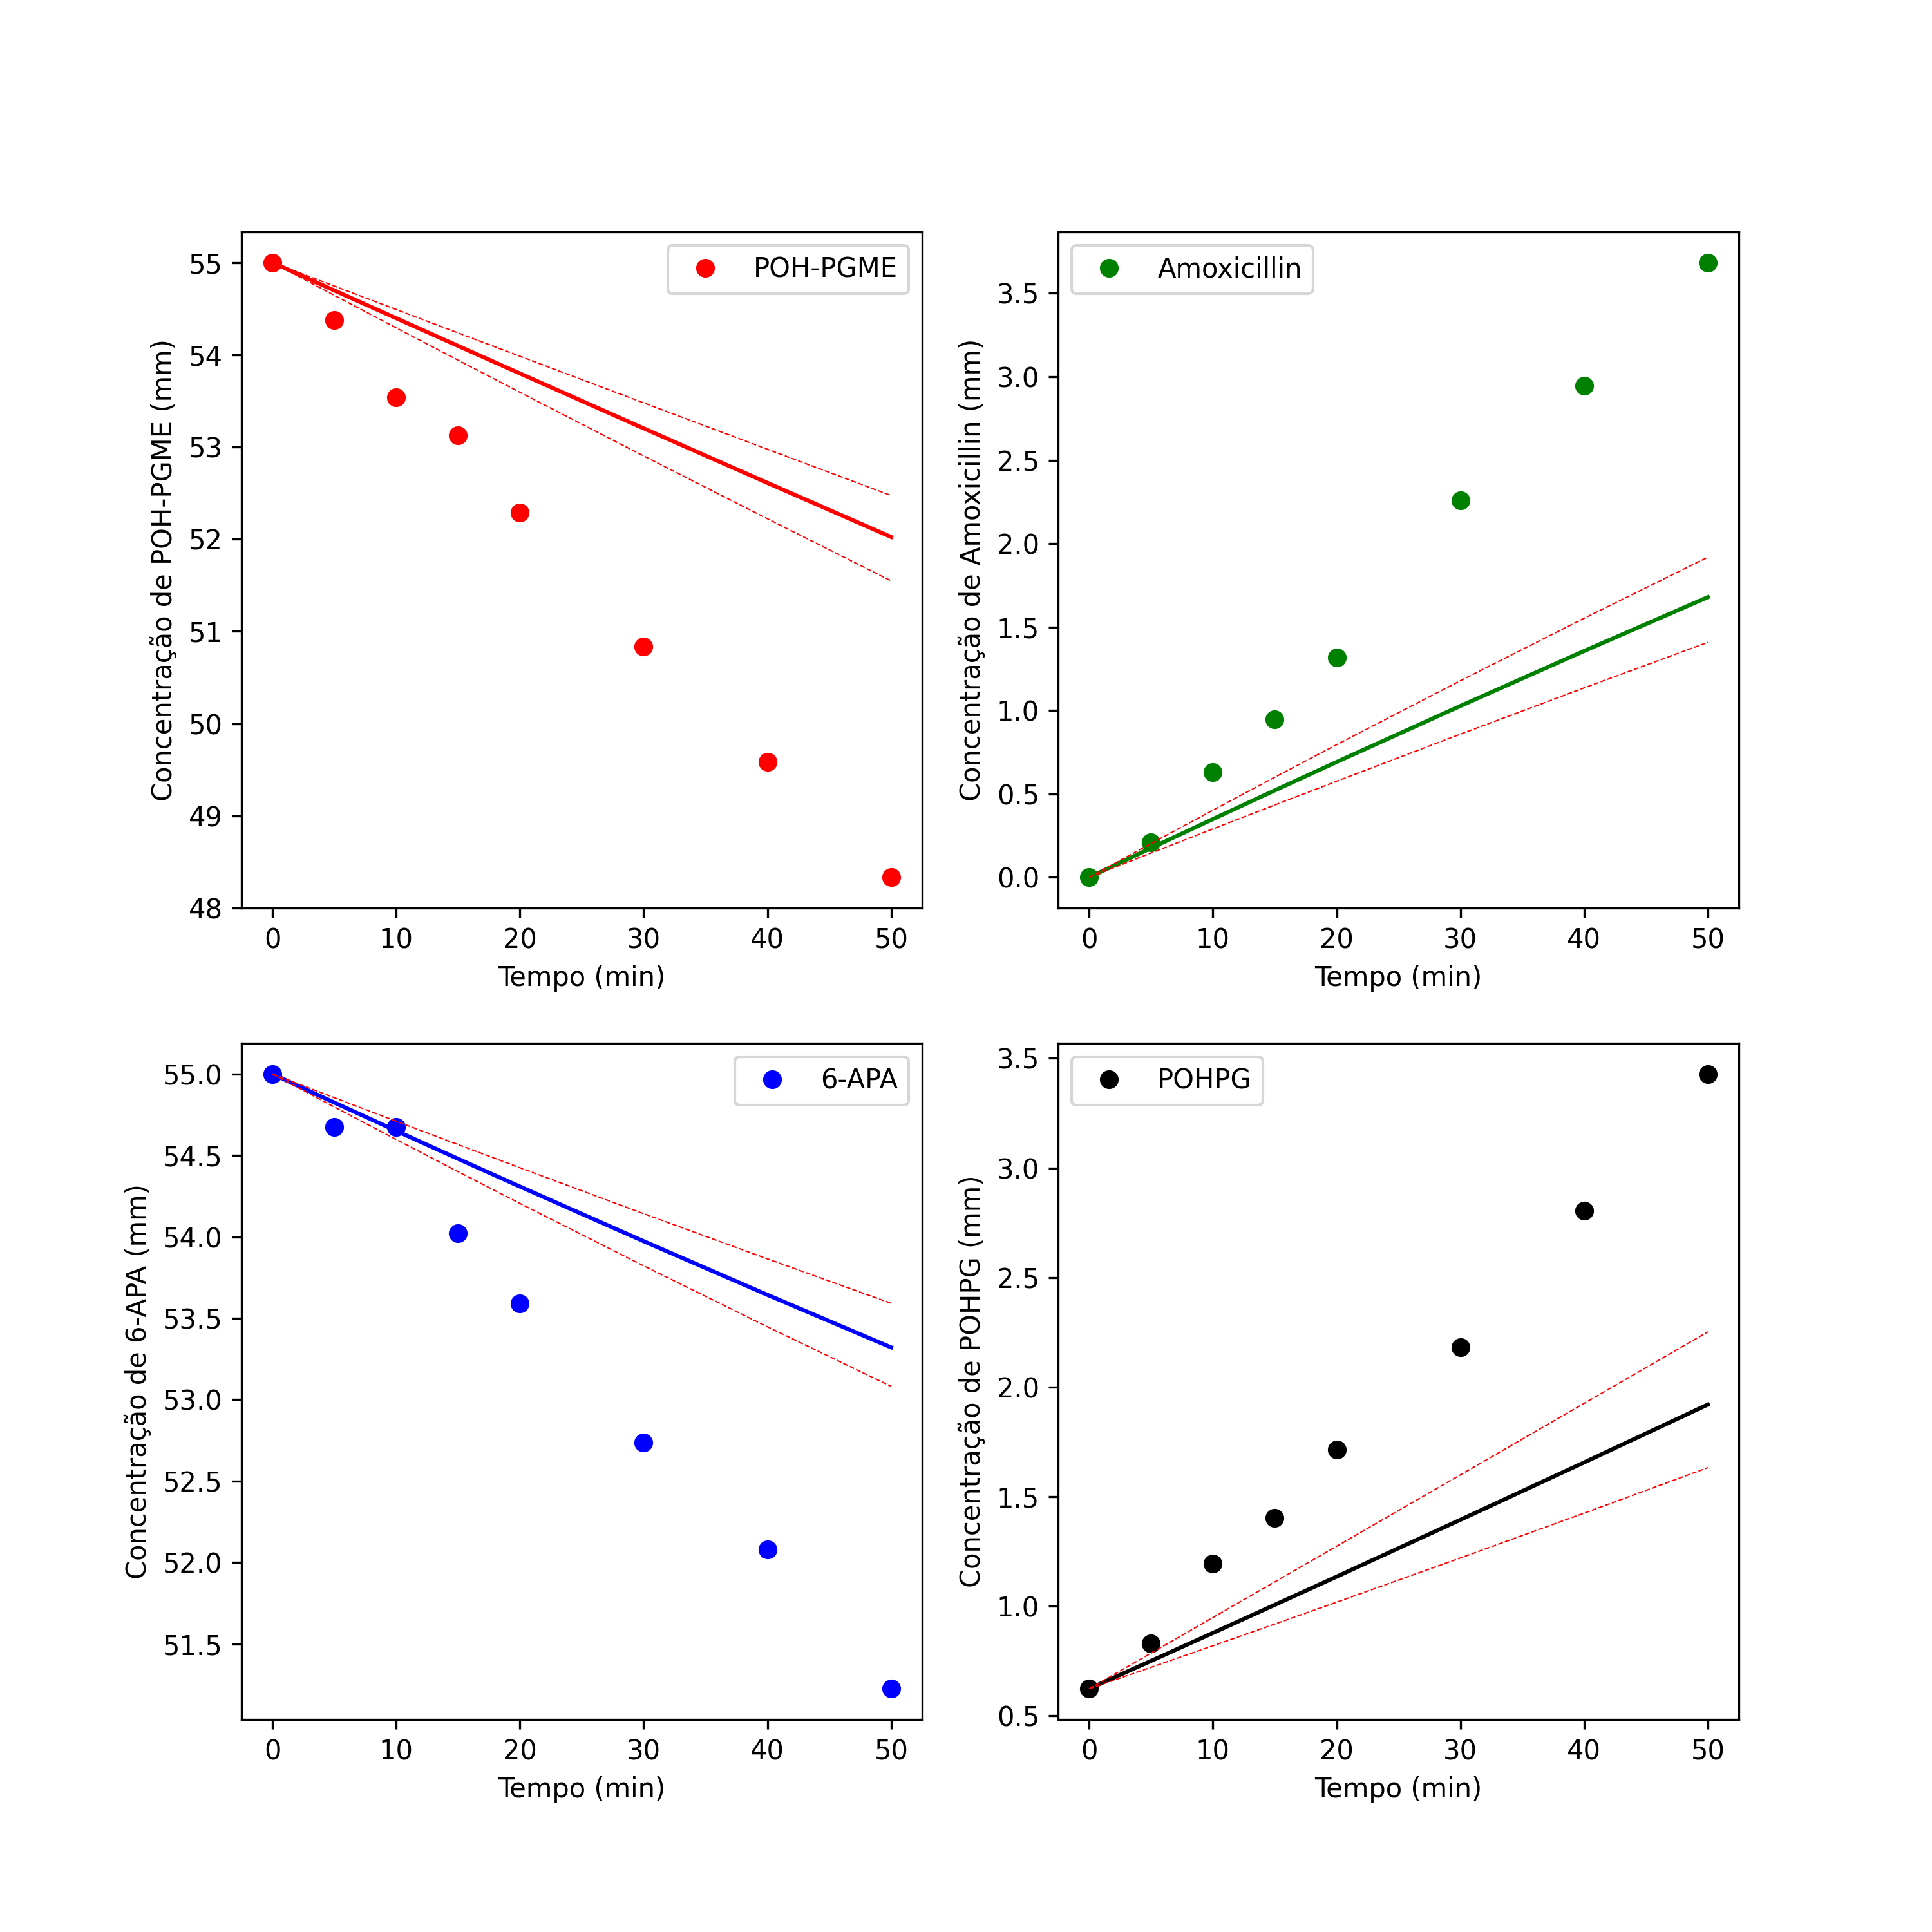 POH-PGME
55
54
53
52
51
50
49
48
Concentração de POH-PGME (mm)
0 10 20 30 40 50
Tempo (min)
Amoxicillin
3.5
3.0
2.5
2.0
1.5
1.0
0.5
0.0
Concentração de Amoxicillin (mm)
0 10 20 30 40 50
Tempo (min)
6-APA
55.0
54.5
54.0
53.5
53.0
52.5
52.0
51.5
Concentração de 6-APA (mm)
0 10 20 30 40 50
Tempo (min)
POHPG
3.5
3.0
2.5
2.0
1.5
1.0
0.5
Concentração de POHPG (mm)
0 10 20 30 40 50
Tempo (min)